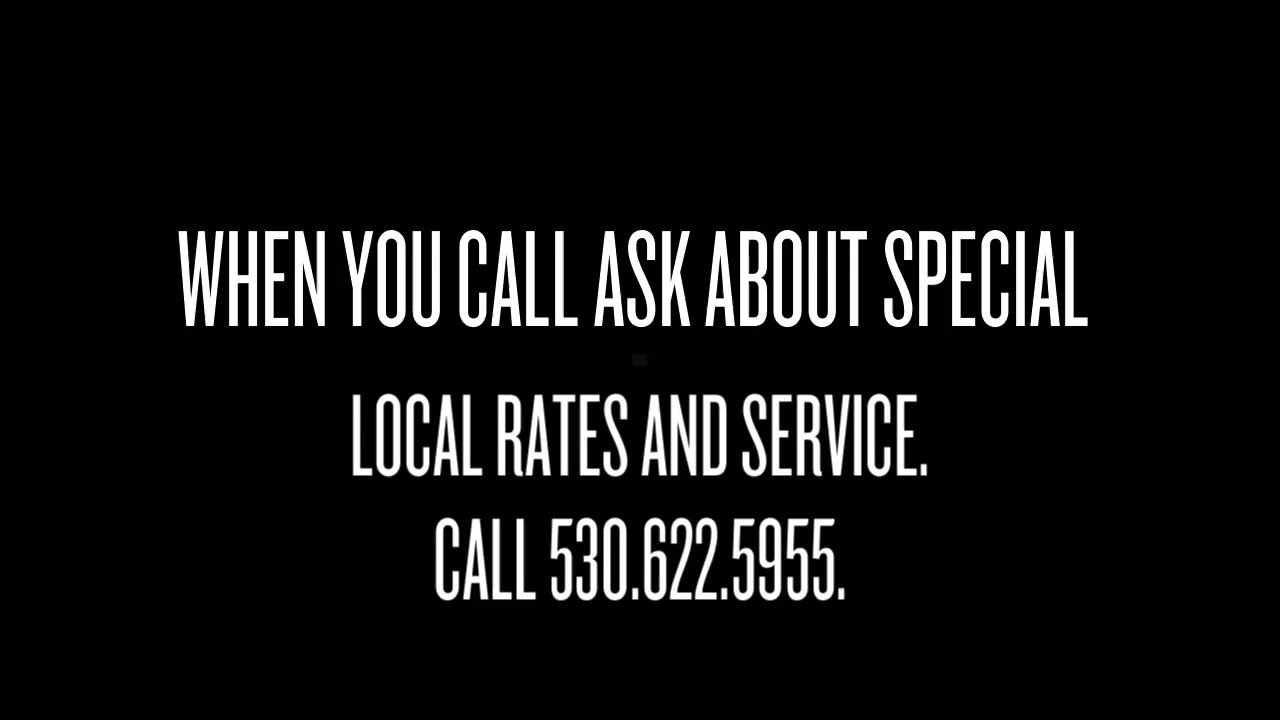 WHEN YOU CALL ASK ABOUT SPECIAL
LOCAL RATES AND SERVICE.
CALL 530.622.5955.